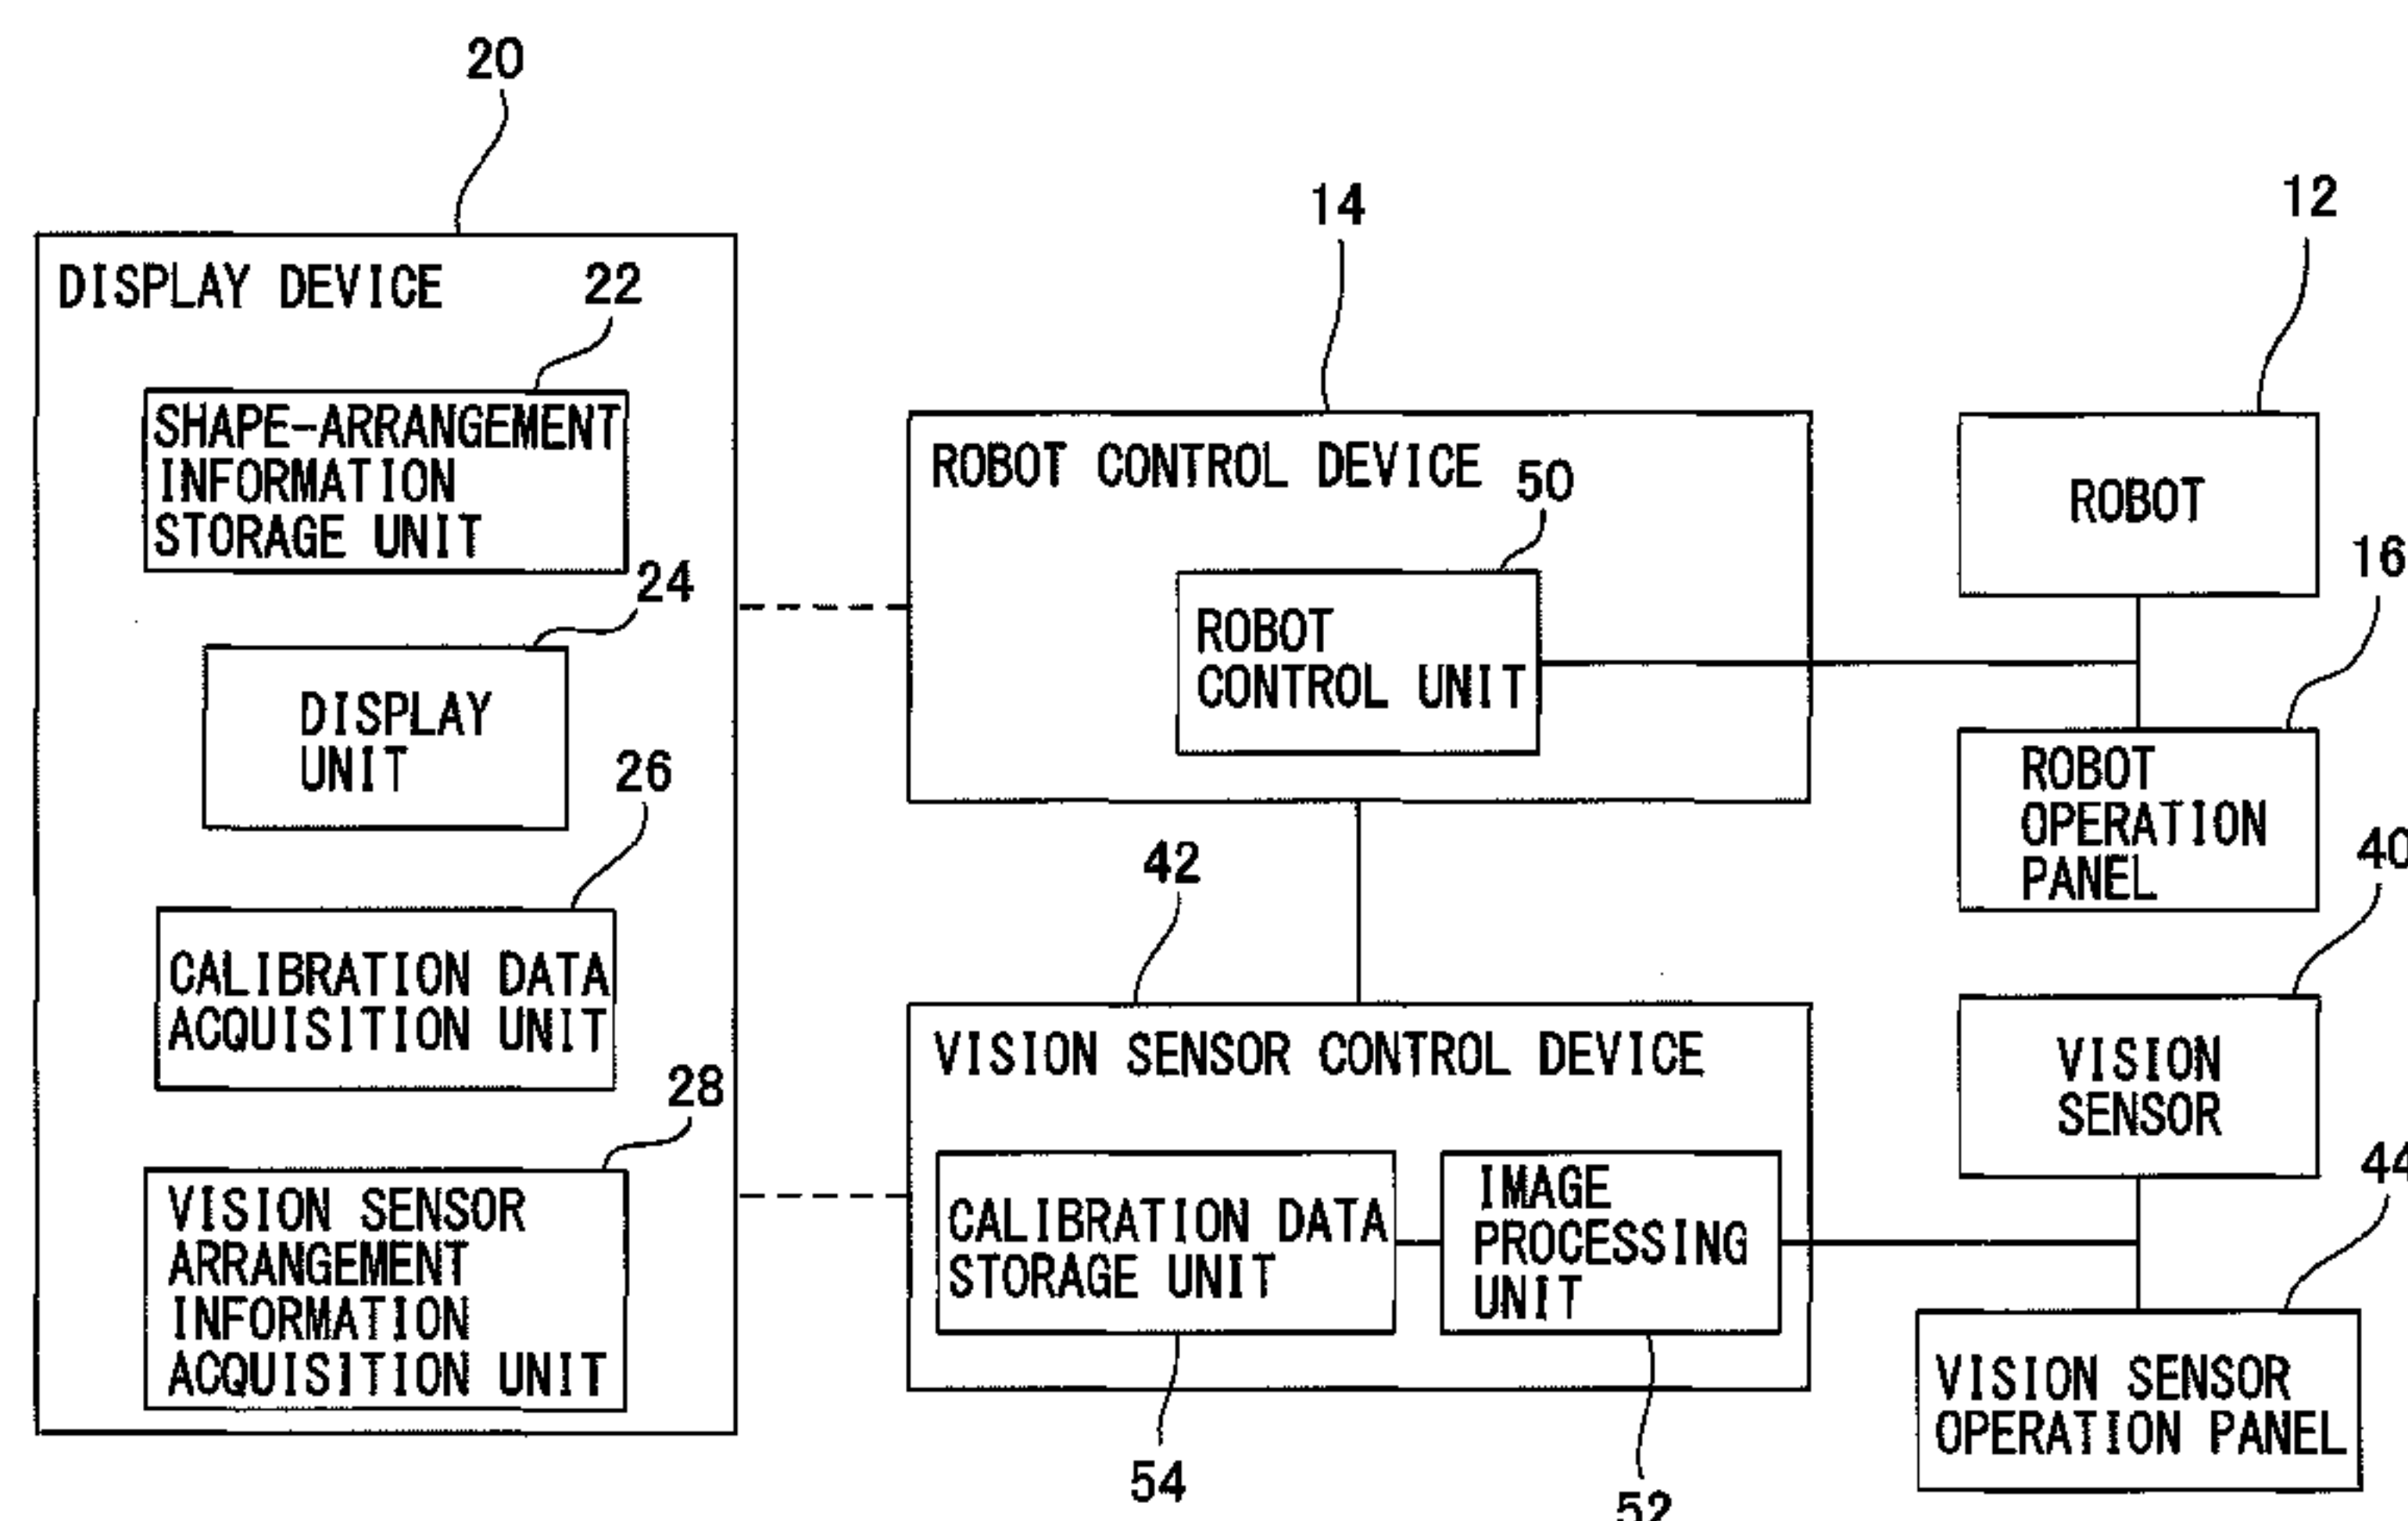 20
DISPLAY DEVICE
22
SHAPE-ARRANGEMENT
INFORMATION
STORAGE UNIT
24
DISPLAY
UNIT
26
CALIBRATION DATA
ACQUISITION UNIT
28
VISION SENSOR
ARRANGEMENT
INFORMATION
ACQUISITION UNIT
14
ROBOT CONTROL DEVICE
50
ROBOT
CONTROL UNIT
42
VISION SENSOR CONTROL DEVICE
CALIBRATION DATA
STORAGE UNIT
54
IMAGE
PROCESSING
UNIT
52
12
ROBOT
16
ROBOT
OPERATION
PANEL
40
VISION
SENSOR
44
VISION SENSOR
OPERATION PANEL